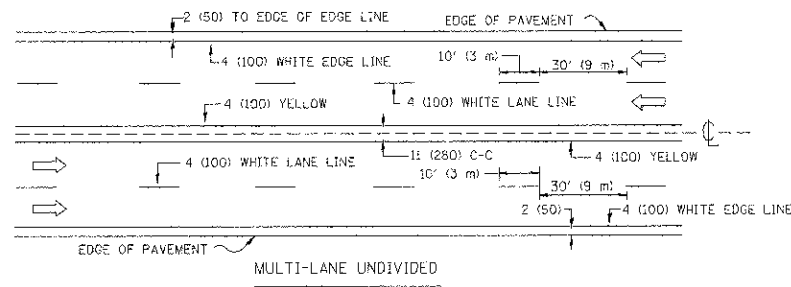 2 (50) TO EDGE OF EDGE LINE
EDGE OF PAVEMENT
4 (100) WHITE EDGE LINE
10' (3 m)
30' (9 m)
4 (100) YELLOW
4 (100) WHITE LANE LINE
4 (100) WHITE LANE LINE
11 (280) C-C
4 (100) YELLOW
10' (3 m)
30' (9 m)
2 (50)
4 (100) WHITE EDGE LINE
EDGE OF PAVEMENT
MULTI-LANE UNDIVIDED